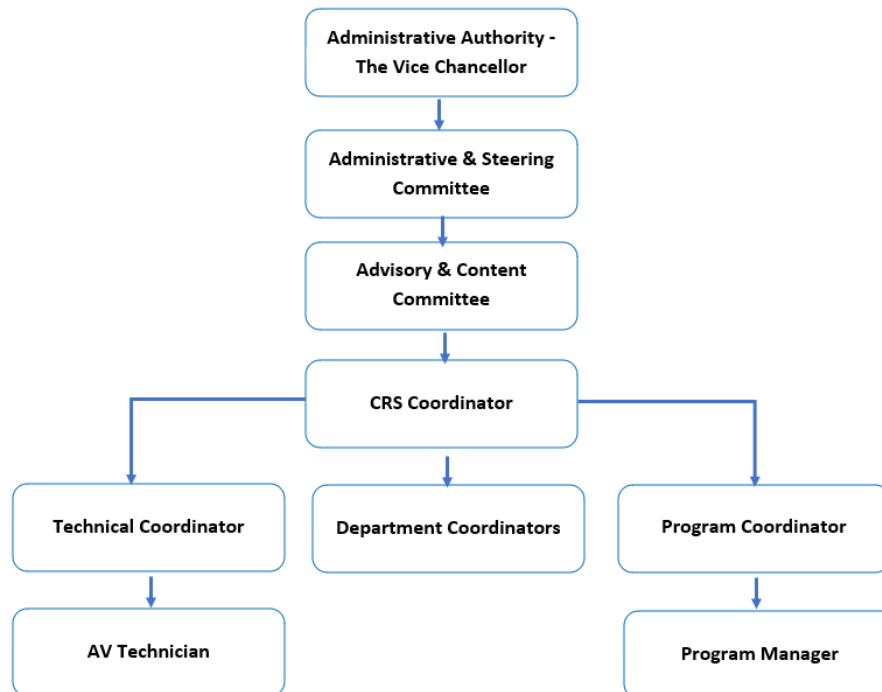 Administrative Authority -
The Vice Chancellor
Administrative & Steering
Committee
Advisory & Content
Committee
CRS Coordinator
Technical Coordinator
Department Coordinators
Program Coordinator
AV Technician
Program Manager